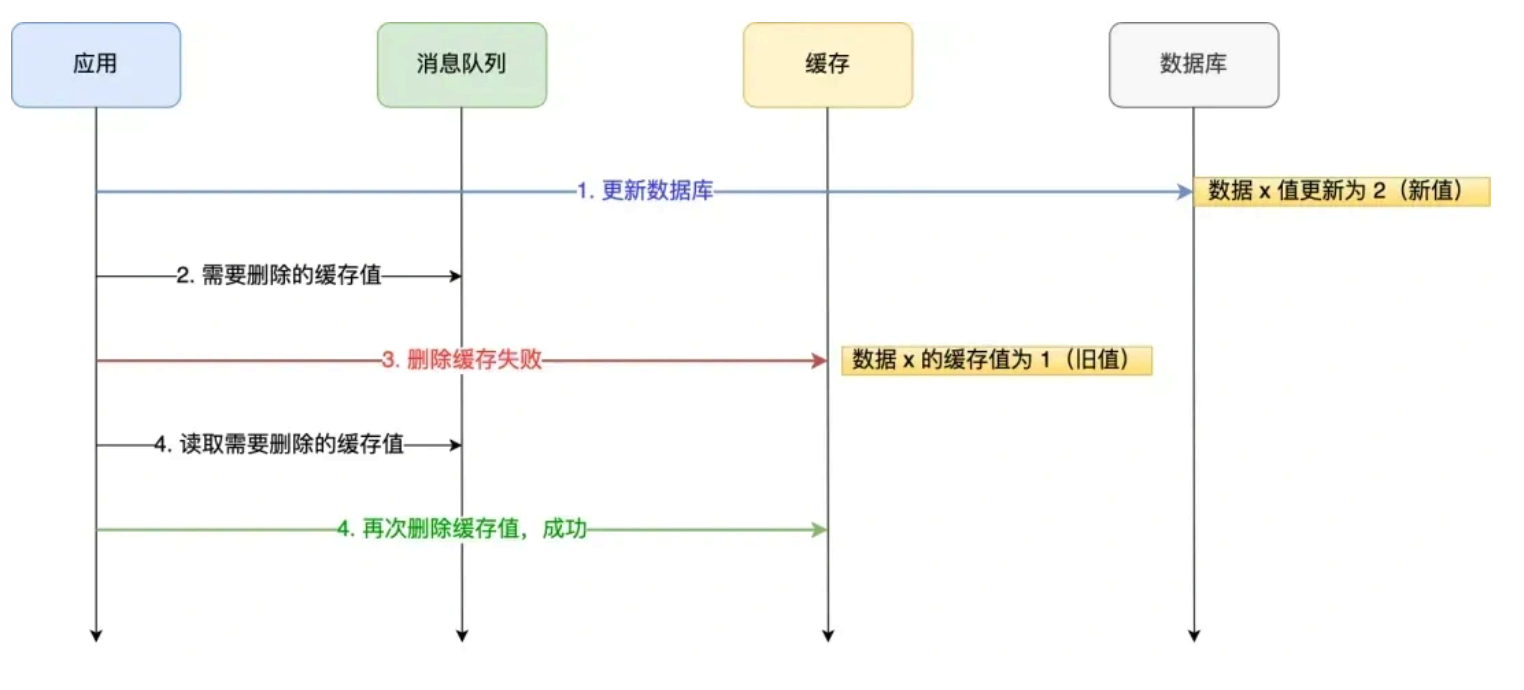 应用
消息队列
缓存
数据库
1. 更新数据库
数据 x 值更新为 2（新值）
2. 需要删除的缓存值
3. 删除缓存失败
数据 x 的缓存值为 1（旧值）
4. 读取需要删除的缓存值
4. 再次删除缓存值，成功